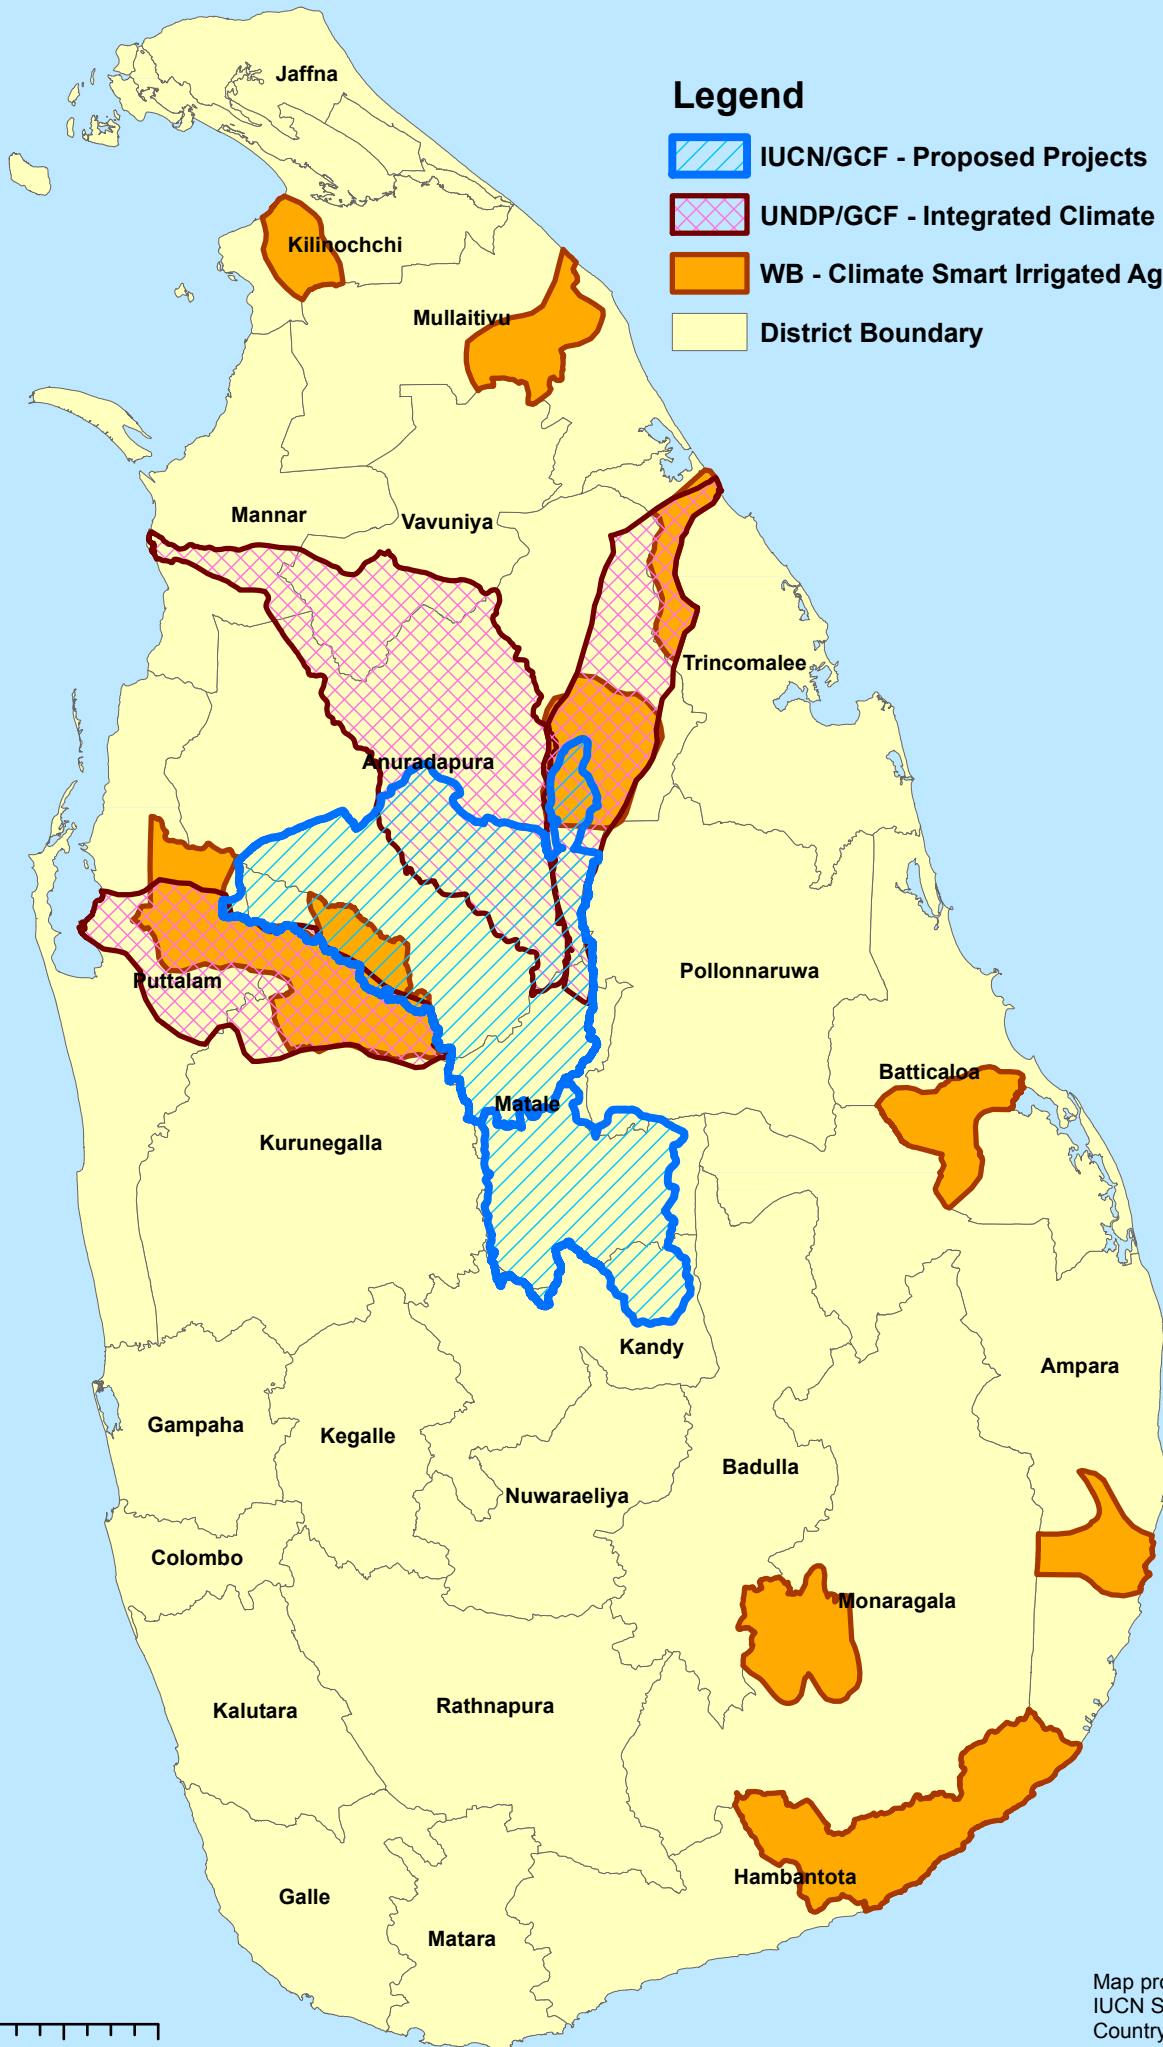 Jaffna
Legend
IUCN/GCF - Proposed Projects
UNDP/GCF - Integrated Climate
WB - Climate Smart Irrigated Ag
District Boundary
Kilinochchi
Mullaitivu
Mannar
Vavuniya
Trincomalee
Anuradapura
Puttalam
Pollonnaruwa
Batticaloa
Matale
Kurunegalla
Kandy
Ampara
Gampaha
Kegalle
Badulla
Nuwaraeliya
Colombo
Monaragala
Kalutara
Rathnapura
Hambantota
Galle
Matara
Map pro
IUCN S
Country